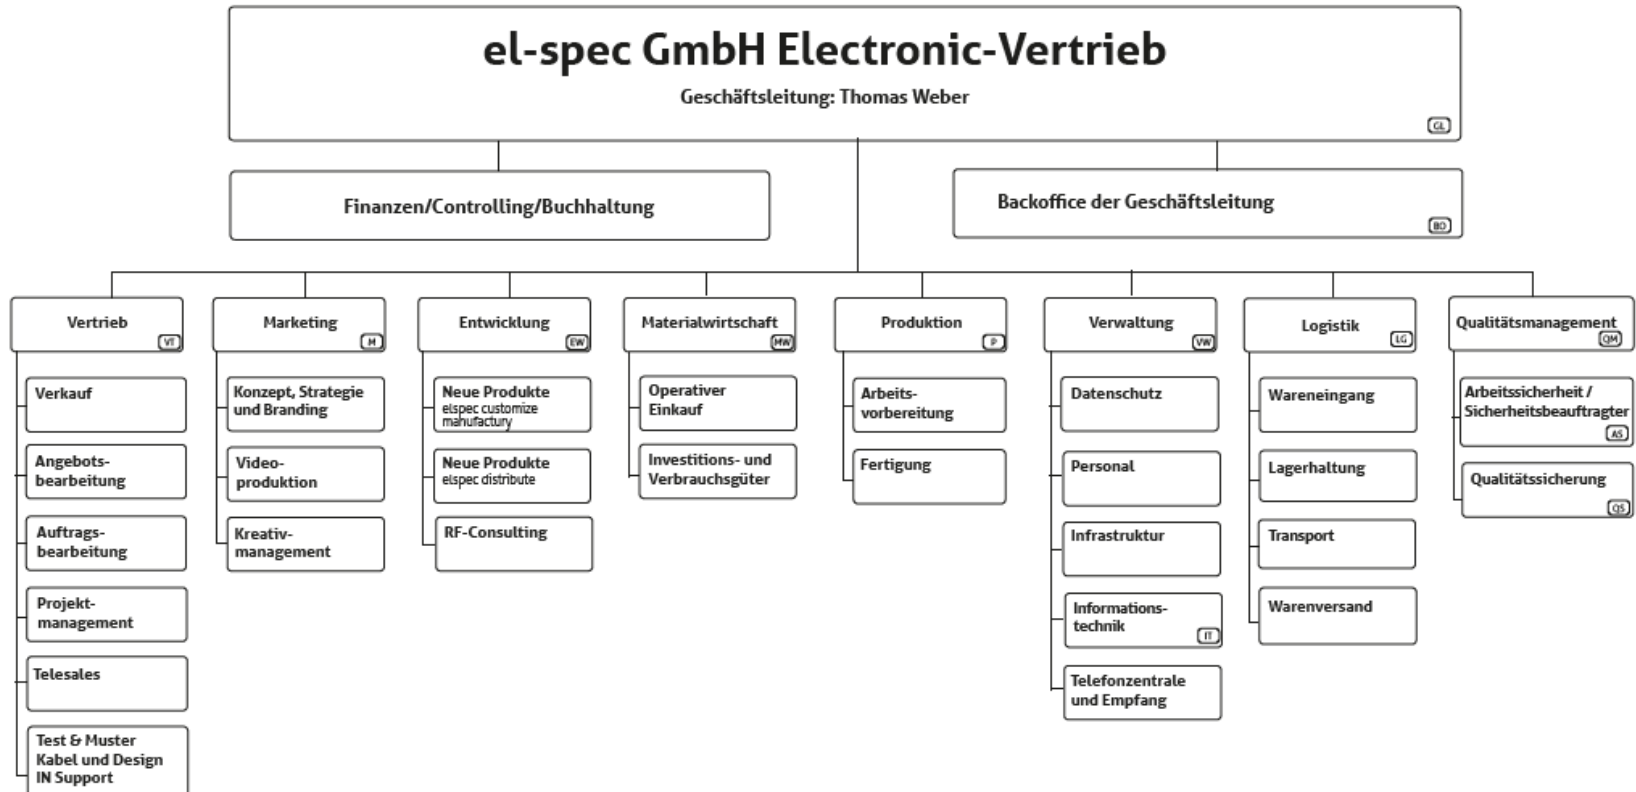 el-spec GmbH Electronic-Vertrieb
Geschäftsleitung: Thomas Weber
GL
Finanzen/Controlling/Buchhaltung
Backoffice der Geschäftsleitung
BO
Vertrieb
VT
Verkauf
Angebots-
bearbeitung
Auftrags-
bearbeitung
Projekt-
management
Telesales
Test & Muster
Kabel und Design
IN Support
Marketing
M
Konzept, Strategie
und Branding
Video-
produktion
Kreativ-
management
Entwicklung
EW
Neue Produkte
elspec customize
mahufactury
Neue Produkte
elspec distribute
RF-Consulting
Materialwirtschaft
MW
Operativer
Einkauf
Investitions- und
Verbrauchsgüter
Produktion
P
Arbeits-
vorbereitung
Fertigung
Verwaltung
VW
Datenschutz
Personal
Infrastruktur
Informations-
technik
IT
Telefonzentrale
und Empfang
Logistik
LG
Wareneingang
Lagerhaltung
Transport
Warenversand
Qualitätsmanagement
QM
Arbeitssicherheit /
Sicherheitsbeauftragter
AS
Qualitätssicherung
QS